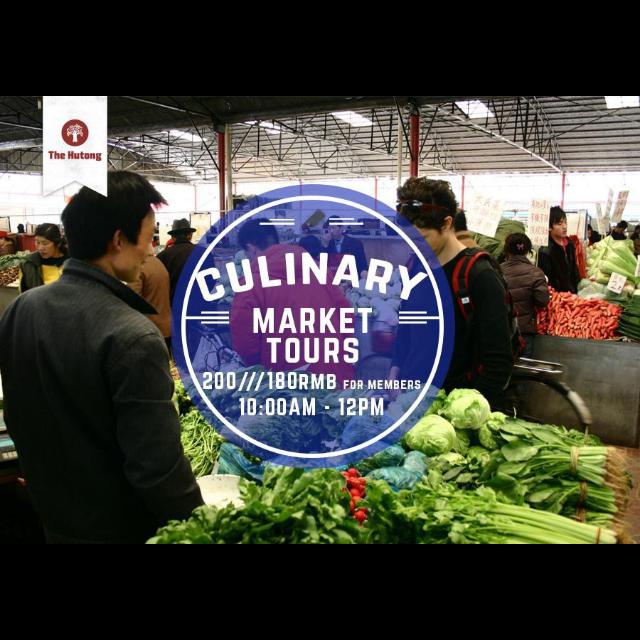 The Hutong
CULINARY
MARKET
TOURS
200///180RMB FOR MEMBERS
10:00AM - 12PM